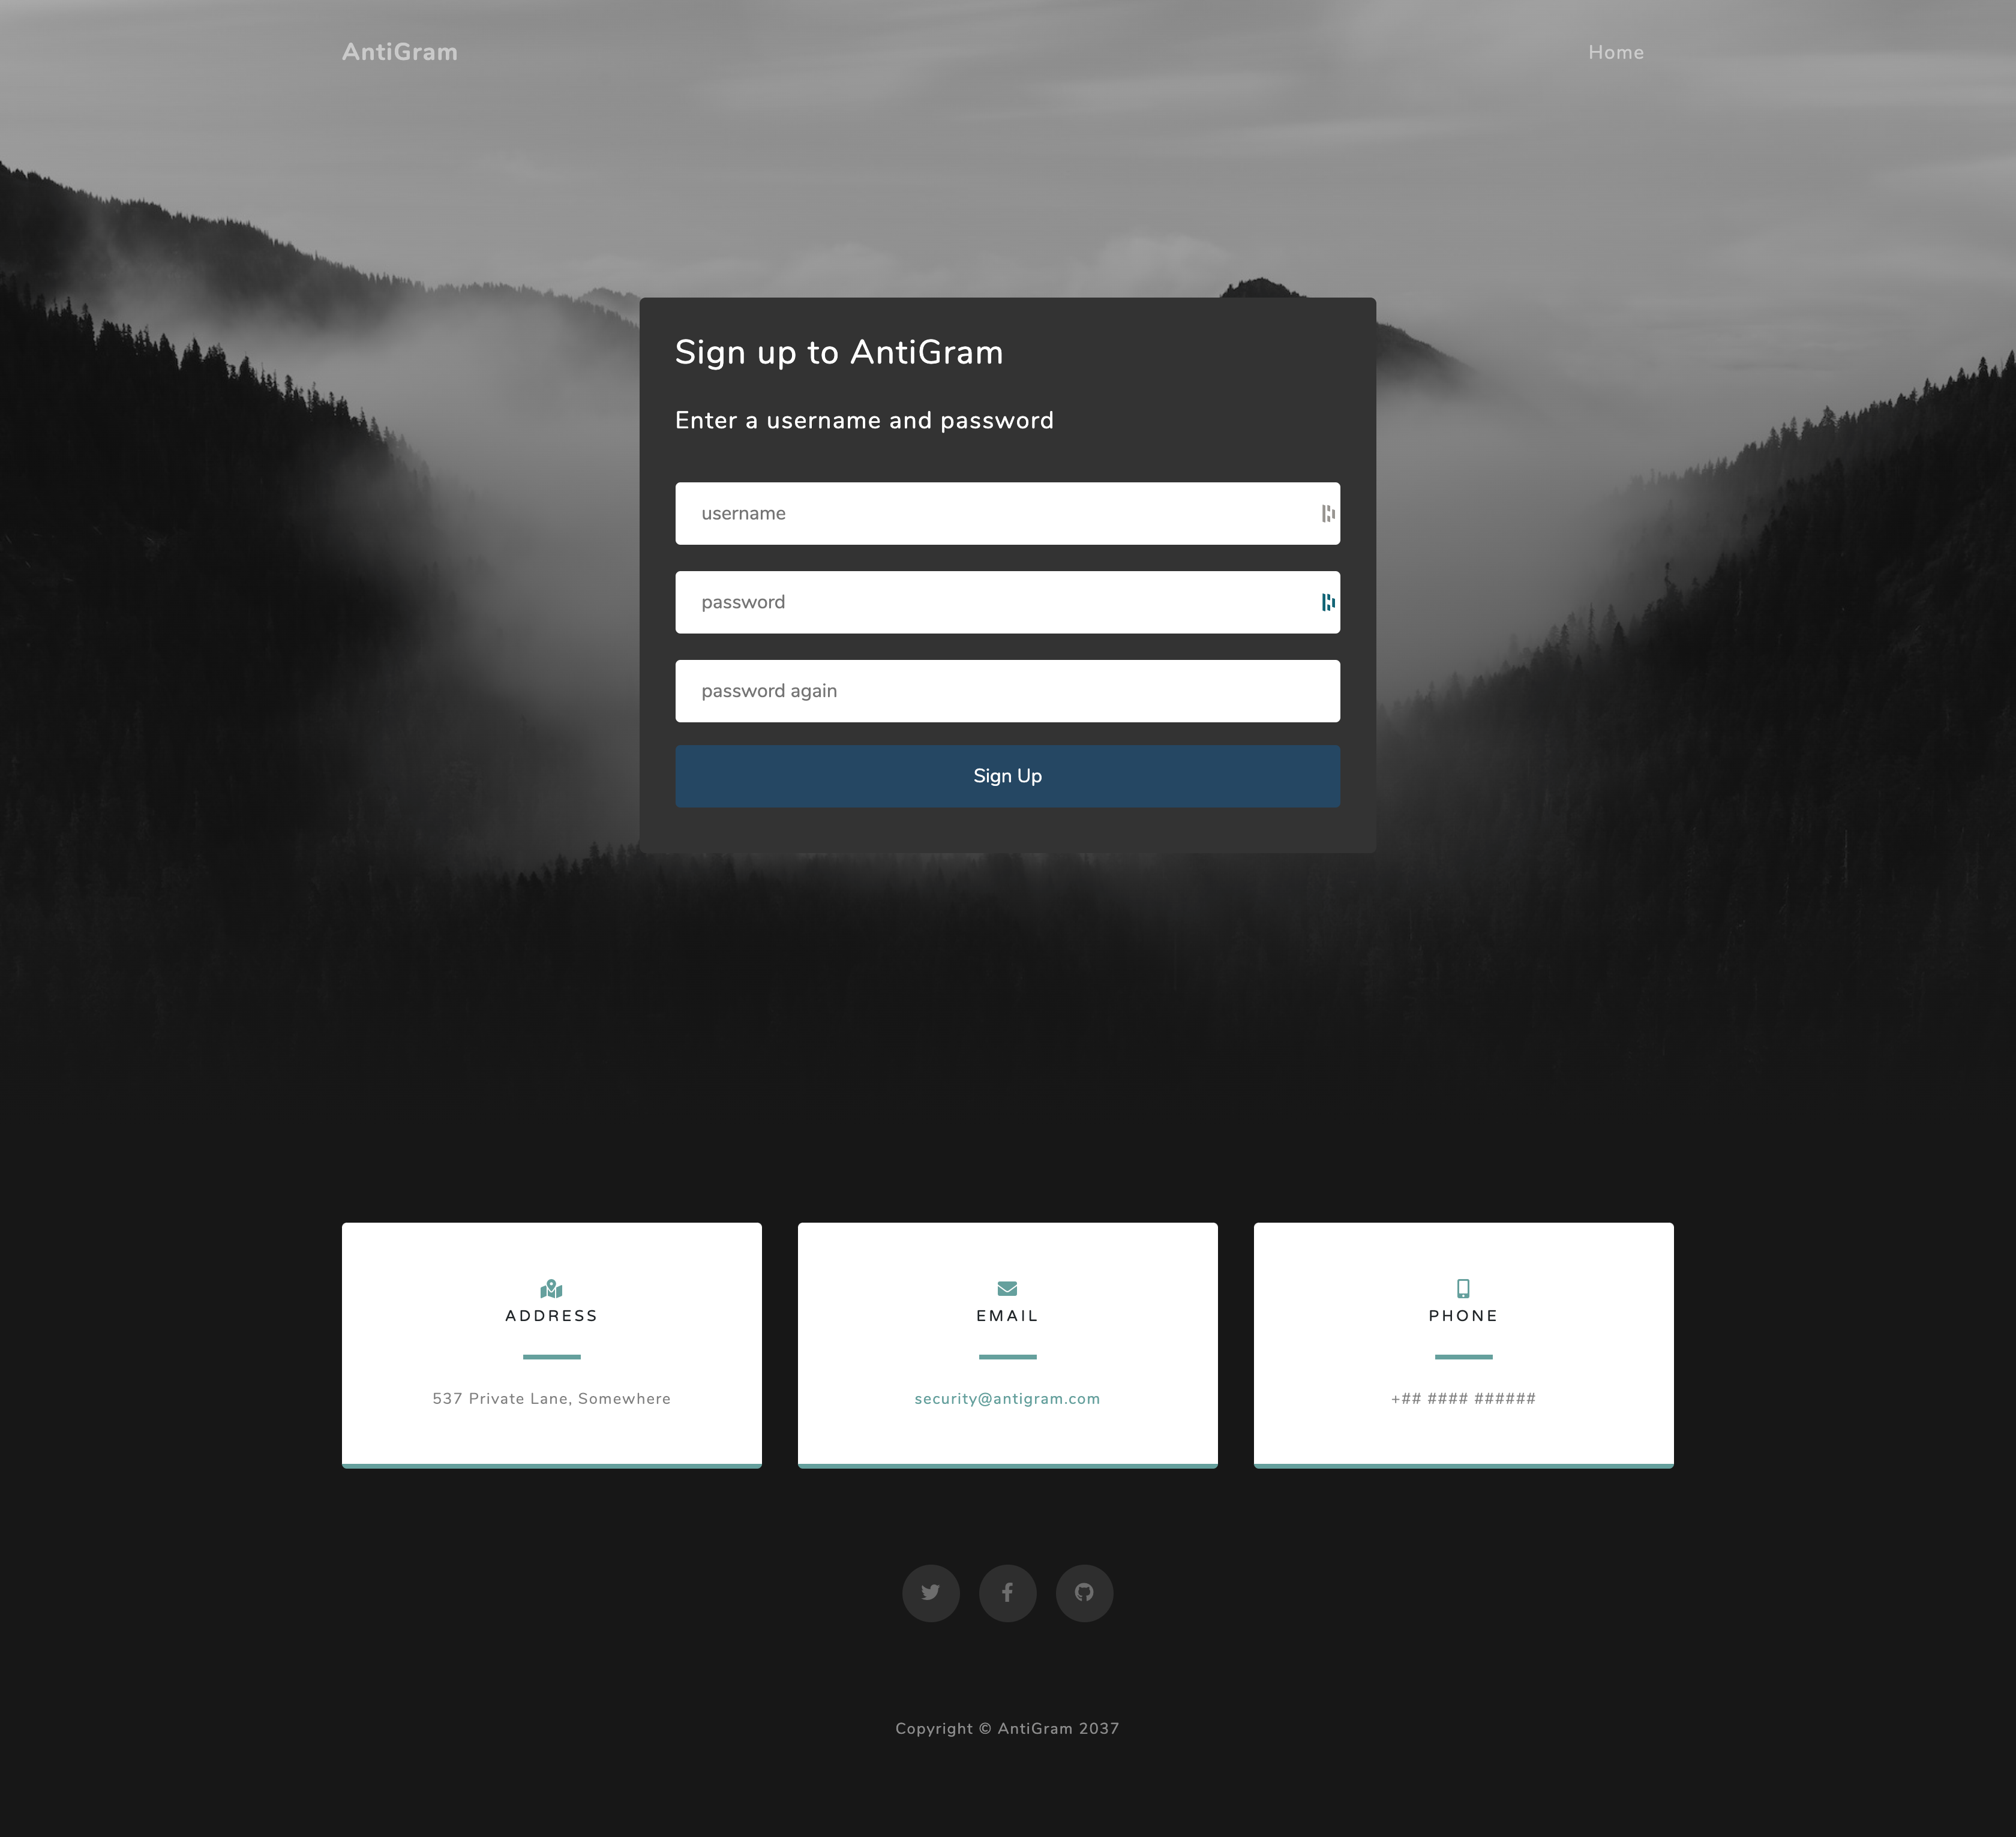 AntiGram
Home
Sign up to AntiGram
Enter a username and password
username
password
password again
Sign Up
ADDRESS
537 Private Lane, Somewhere
EMAIL
security@antigram.com
PHONE
+## #### ######
Copyright © AntiGram 2037